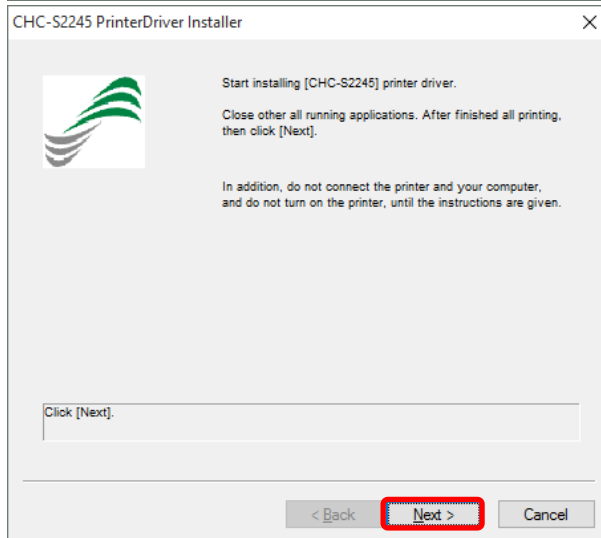 CHC-S2245 PrinterDriver Installer
Start installing [CHC-S2245] printer driver.
Close other all running applications. After finished all printing,
then click [Next].
In addition, do not connect the printer and your computer,
and do not turn on the printer, until the instructions are given.
Click [Next].
< Back
Next >
Cancel